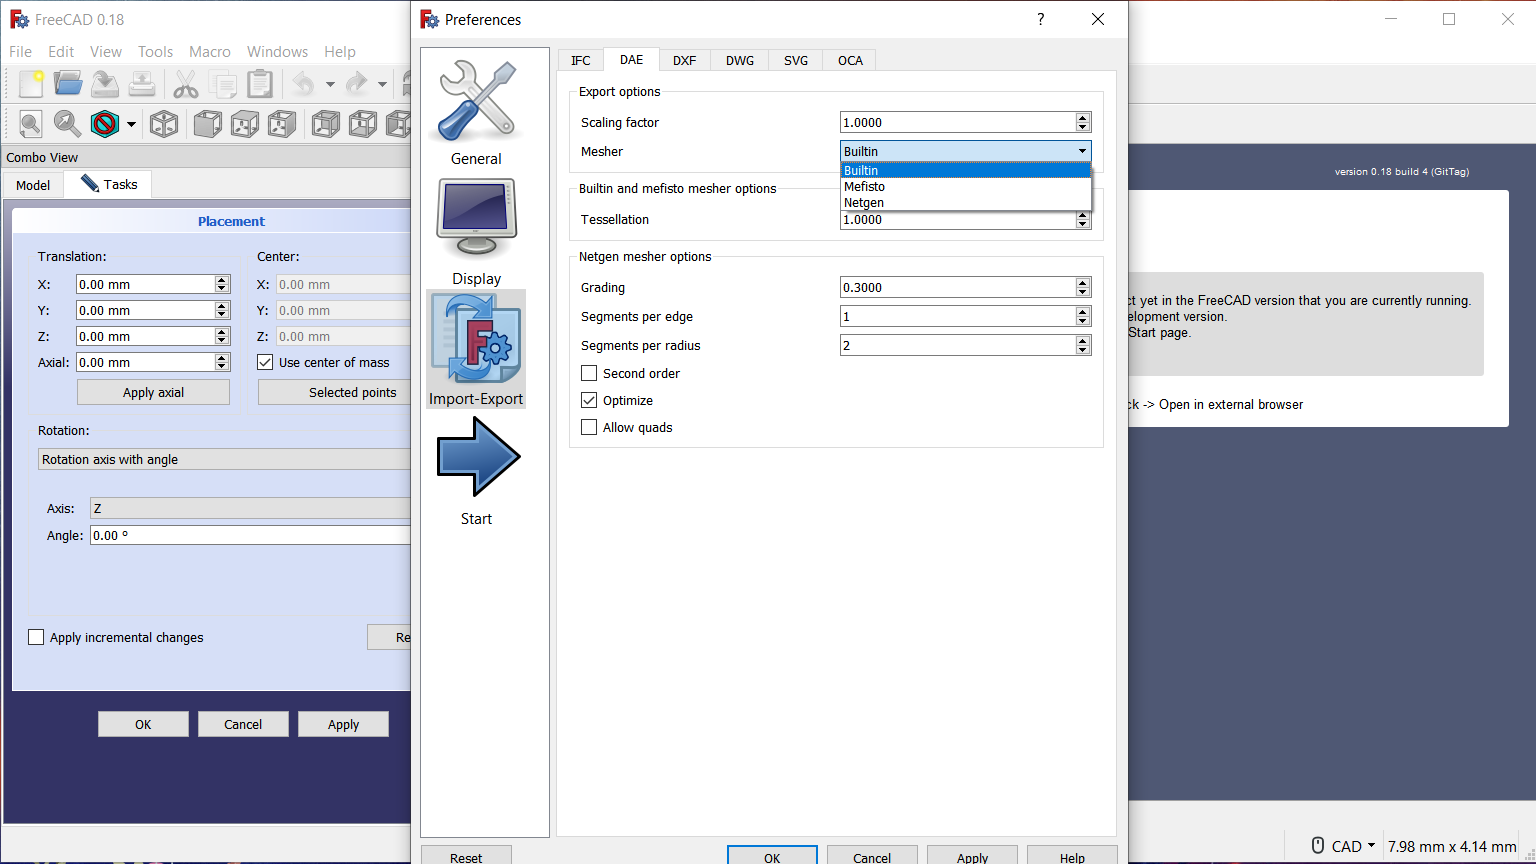 FreeCAD 0.18
File Edit View Tools Macro Windows Help
Combo View
Model Tasks
Placement
Translation:
X: 0.00 mm
Y: 0.00 mm
Z: 0.00 mm
Axial: 0.00 mm
Apply axial
Center:
X: 0.00 mm
Y: 0.00 mm
Z: 0.00 mm
Use center of mass
Selected points
Rotation:
Rotation axis with angle
Axis: Z
Angle: 0.00 °
Apply incremental changes
Re
OK Cancel Apply
Preferences
?
General
Display
Import-Export
Start
IFC DAE DXF DWG SVG OCA
Export options
Scaling factor 1.0000
Mesher Builtin
Builtin
Mefisto
Netgen
Builtin and mefisto mesher options
Tessellation 1.0000
Netgen mesher options
Grading 0.3000
Segments per edge 1
Segments per radius 2
Second order
Optimize
Allow quads
Reset OK Cancel Apply Help
version 0.18 build 4 (GitTag)
ct yet in the FreeCAD version that you are currently running.
elopment version.
Start page.
ck -> Open in external browser
CAD 7.98 mm x 4.14 mm